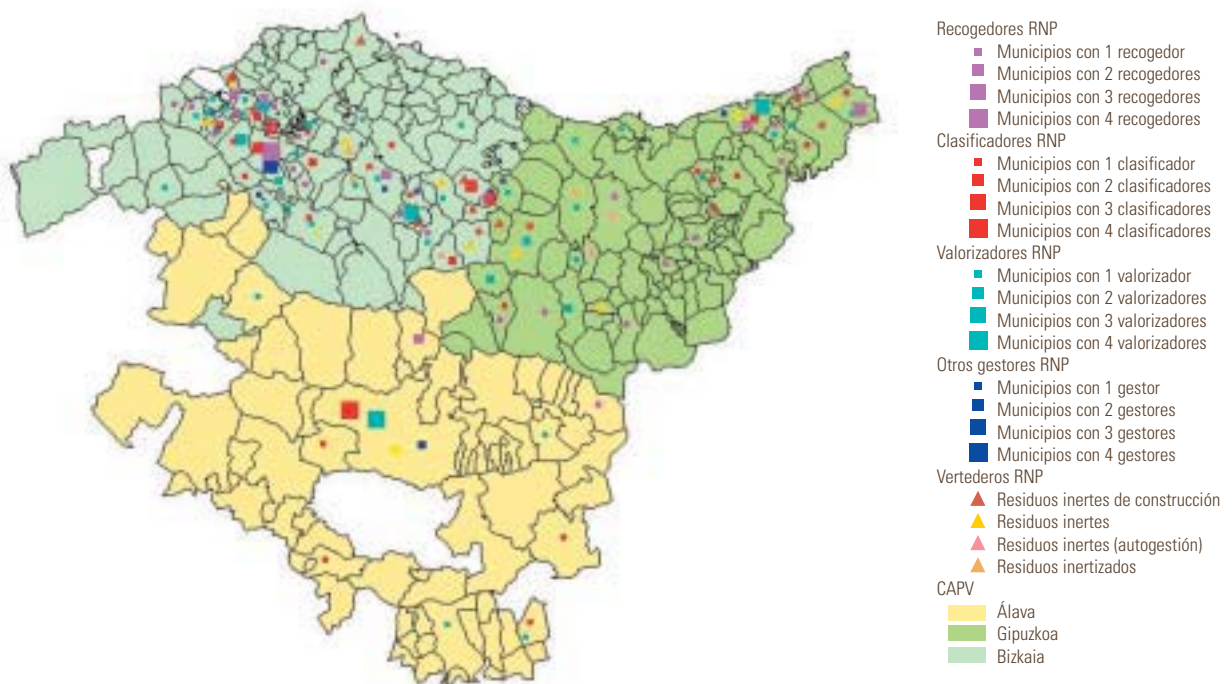 Recogedores RNP
Municipios con 1 recogedor
Municipios con 2 recogedores
Municipios con 3 recogedores
Municipios con 4 recogedores
Clasificadores RNP
Municipios con 1 clasificador
Municipios con 2 clasificadores
Municipios con 3 clasificadores
Municipios con 4 clasificadores
Valorizadores RNP
Municipios con 1 valorizador
Municipios con 2 valorizadores
Municipios con 3 valorizadores
Municipios con 4 valorizadores
Otros gestores RNP
Municipios con 1 gestor
Municipios con 2 gestores
Municipios con 3 gestores
Municipios con 4 gestores
Vertederos RNP
Residuos inertes de construcción
Residuos inertes
Residuos inertes (autogestión)
Residuos inertizados
CAPV
Álava
Gipuzkoa
Bizkaia